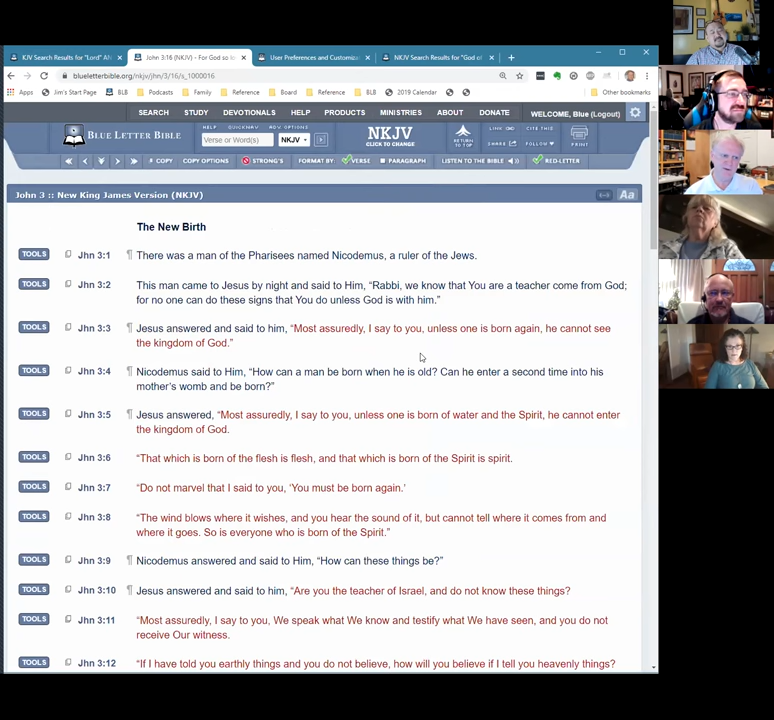 KJV Search Results for "Lord" AN
John 3:16 (NKJV) - For God so l
User Preferences and Customiza
NKJV Search Results for "God of
blueletterbible.org/nkjv/jhn/3/16/s_1000016
Apps Jim's Start Page BLB Podcasts Family Reference Board Reference BLB 2019 Calendar Other bookmarks
SEARCH STUDY DEVOTIONALS HELP PRODUCTS MINISTRIES ABOUT DONATE WELCOME, Blue (Logout)
HELP QUICKNAV ADV. OPTIONS
BLUE LETTER BIBLE
Verse or Word(s) NKJV
NKJV
CLICK TO CHANGE
RETURN
TO TOP
LINK CITE THIS
SHARE FOLLOW PRINT
COPY COPY OPTIONS STRONG'S FORMAT BY VERSE PARAGRAPH LISTEN TO THE BIBLE RED-LETTER
John 3 :: New King James Version (NKJV) Aa
The New Birth
TOOLS Jhn 3:1 ¶ There was a man of the Pharisees named Nicodemus, a ruler of the Jews.
TOOLS Jhn 3:2 This man came to Jesus by night and said to Him, “Rabbi, we know that You are a teacher come from God;
for no one can do these signs that You do unless God is with him.”
TOOLS Jhn 3:3 ¶ Jesus answered and said to him, “Most assuredly, I say to you, unless one is born again, he cannot see
the kingdom of God.”
TOOLS Jhn 3:4 ¶ Nicodemus said to Him, “How can a man be born when he is old? Can he enter a second time into his
mother’s womb and be born?”
TOOLS Jhn 3:5 ¶ Jesus answered, “Most assuredly, I say to you, unless one is born of water and the Spirit, he cannot enter
the kingdom of God.
TOOLS Jhn 3:6 “That which is born of the flesh is flesh, and that which is born of the Spirit is spirit.
TOOLS Jhn 3:7 “Do not marvel that I said to you, ‘You must be born again.’
TOOLS Jhn 3:8 “The wind blows where it wishes, and you hear the sound of it, but cannot tell where it comes from and
where it goes. So is everyone who is born of the Spirit.”
TOOLS Jhn 3:9 ¶ Nicodemus answered and said to Him, “How can these things be?”
TOOLS Jhn 3:10 ¶ Jesus answered and said to him, “Are you the teacher of Israel, and do not know these things?
TOOLS Jhn 3:11 “Most assuredly, I say to you, We speak what We know and testify what We have seen, and you do not
receive Our witness.
TOOLS Jhn 3:12 “If I have told you earthly things and you do not believe, how will you believe if I tell you heavenly things?